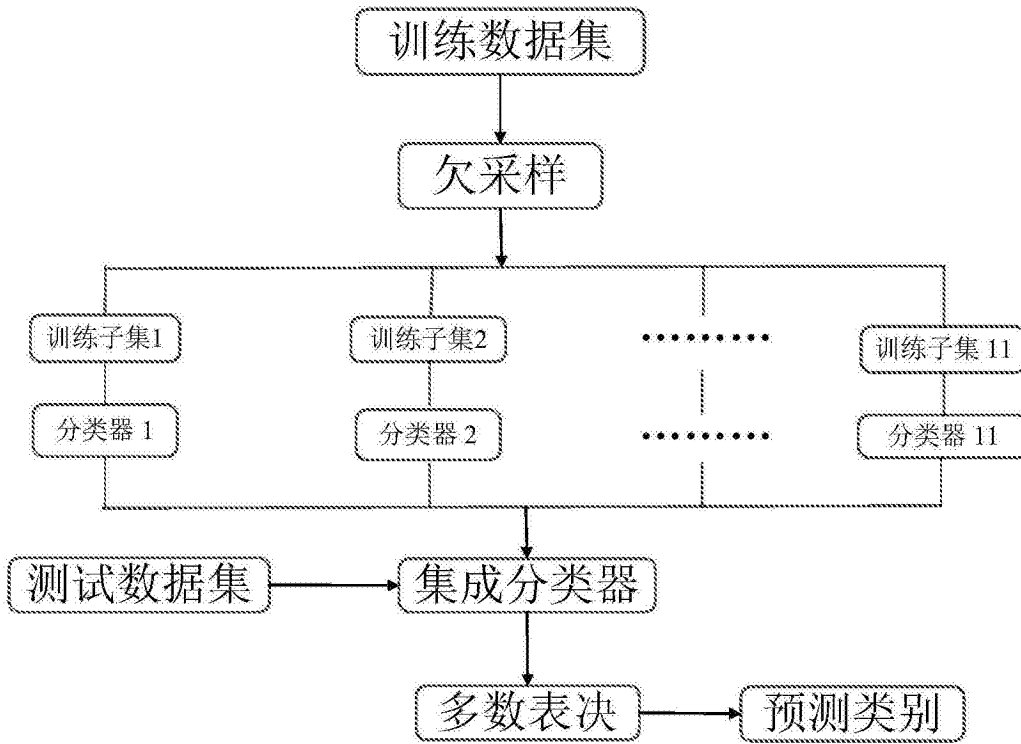 训练数据集
欠采样
训练子集1
训练子集2
………
训练子集 11
分类器 1
分类器 2
………
分类器 11
测试数据集
集成分类器
多数表决
预测类别